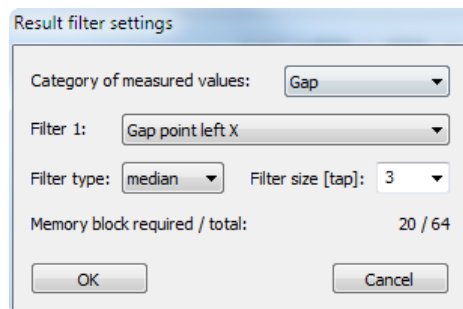 Result filter settings
Category of measured values: Gap
Filter 1: Gap point left X
Filter type: median Filter size [tap]: 3
Memory block required / total: 20 / 64
OK Cancel